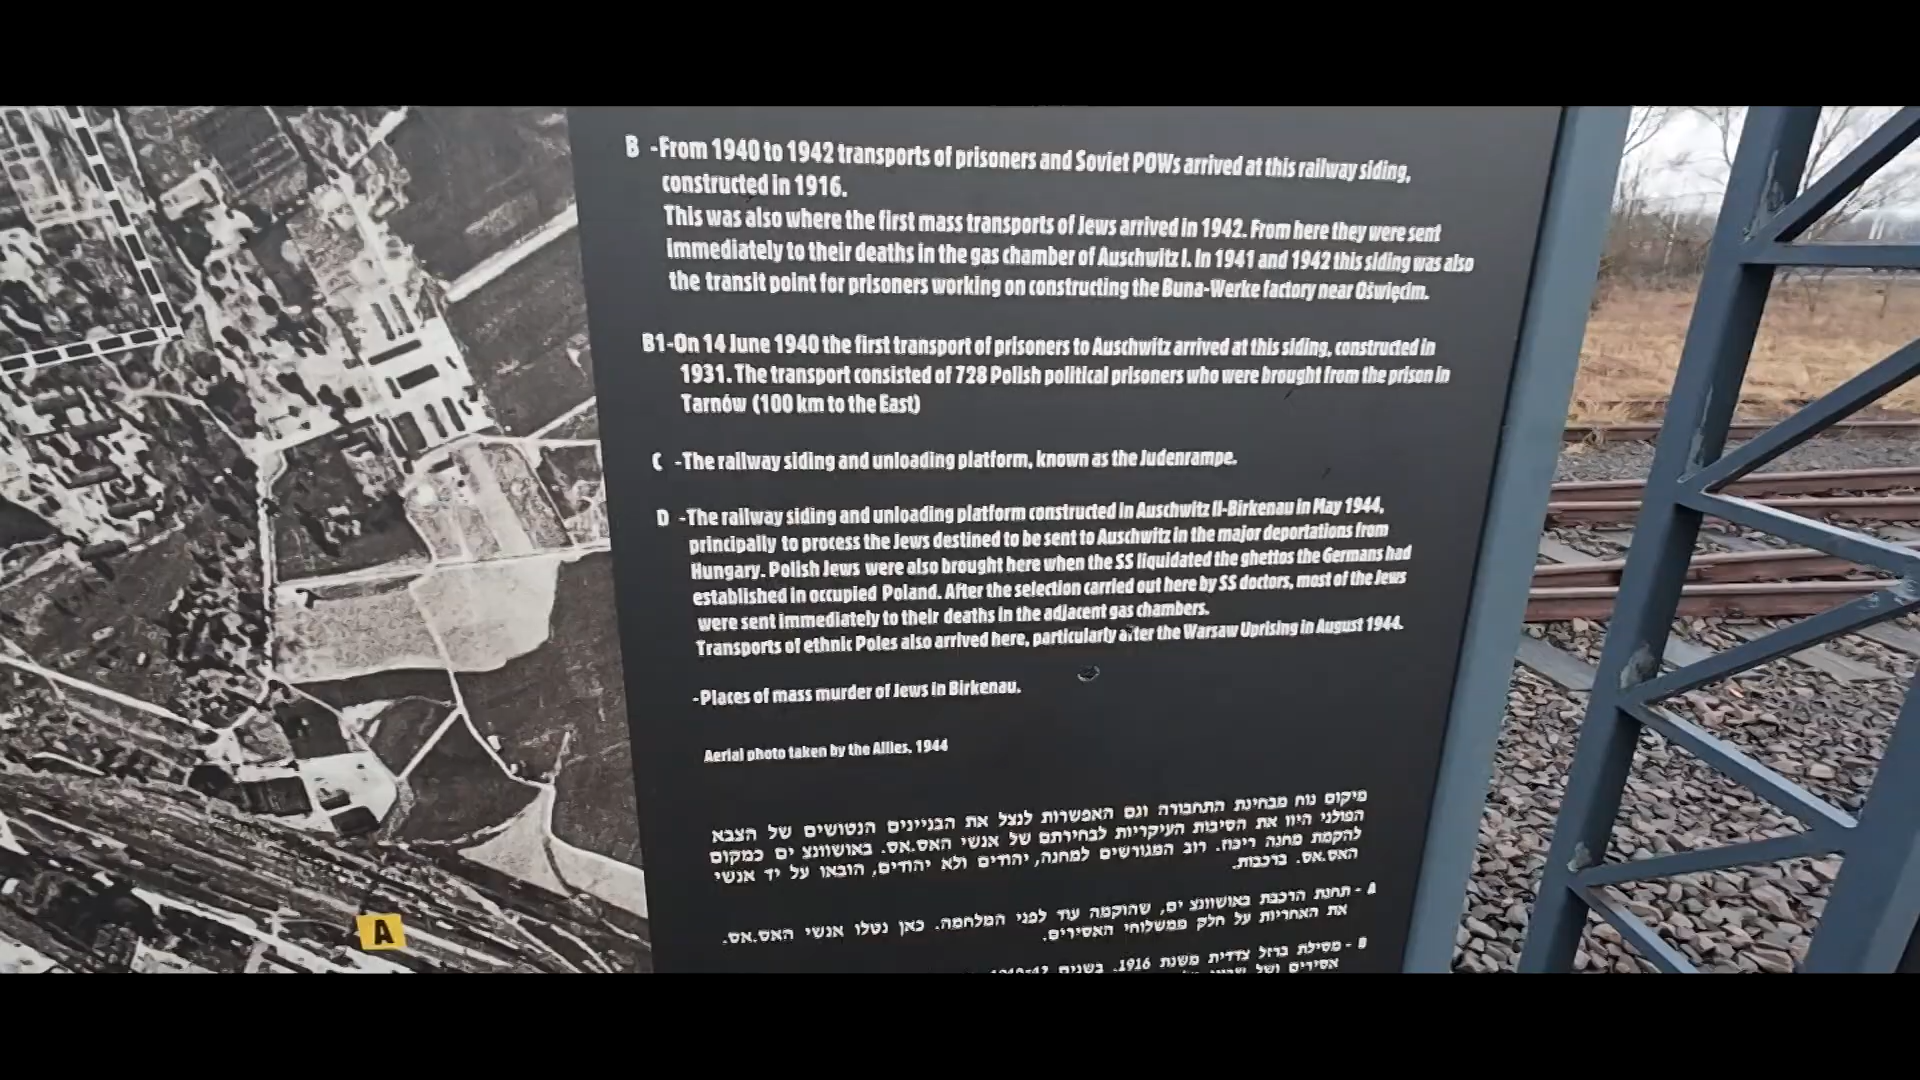 B -From 1940 to 1942 transports of prisoners and Soviet POWs arrived at this railway siding,
constructed in 1916.
This was also where the first mass transports of Jews arrived in 1942. From here they were sent
immediately to their deaths in the gas chamber of Auschwitz I. In 1941 and 1942 this siding was also
the transit point for prisoners working on constructing the Buna-Werke factory near Oświęcim.
B1-On 14 June 1940 the first transport of prisoners to Auschwitz arrived at this siding, constructed in
1931. The transport consisted of 728 Polish political prisoners who were brought from the prison in
Tarnów (100 km to the East)
C -The railway siding and unloading platform, known as the Judenrampe.
D -The railway siding and unloading platform constructed in Auschwitz II-Birkenau in May 1944,
principally to process the Jews destined to be sent to Auschwitz in the major deportations from
Hungary. Polish Jews were also brought here when the SS liquidated the ghettos the Germans had
established in occupied Poland. After the selection carried out here by SS doctors, most of the Jews
were sent immediately to their deaths in the adjacent gas chambers.
Transports of ethnic Poles also arrived here, particularly after the Warsaw Uprising in August 1944.
-Places of mass murder of Jews in Birkenau.
Aerial photo taken by the Allies. 1944
מיקום נוח מבחינת התחבורה וגם האפשרות לנצל את הבניינים הנטושים של הצבא
הפולני היוו את הסיבות העיקריות לבחירתם של אנשי האס.אס. באושוונצ ים כמקום
להקמת מחנה ריכוז. רוב המגורשים למחנה, יהודים ולא יהודים, הובאו על יד אנשי
האס.אס. ברכבות.
A - תחנת הרכבת באושוונצ ים, שהוקמה עוד לפני המלחמה. כאן נטלו אנשי האס.אס.
את האחריות על חלק ממשלוחי האסירים.
B - מסילת ברזל צדדית משנת 1916. בשנים 1940-42
אסירים ושל
A